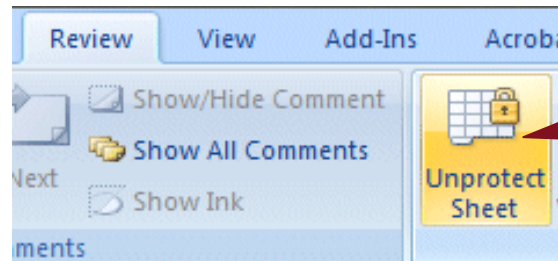 Review View Add-Ins Acroba
Show/Hide Comment
Show All Comments
Next
Show Ink
Unprotect
Sheet
ments